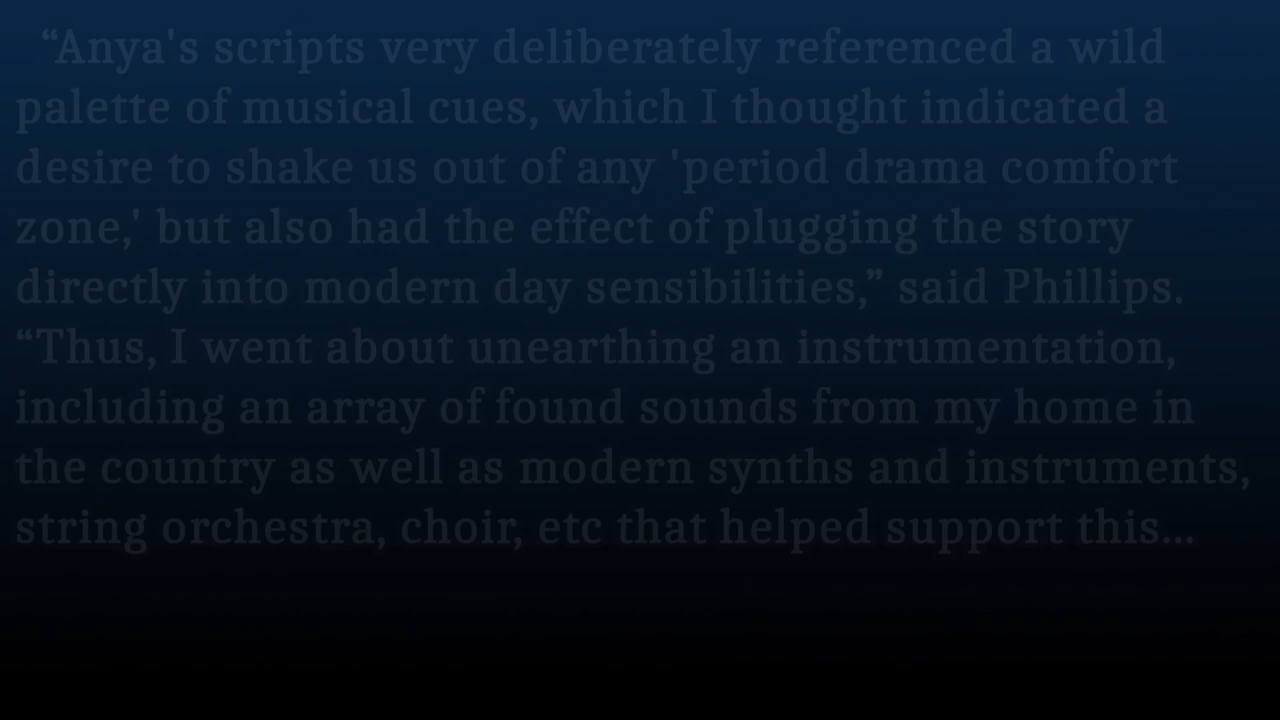 “Anya's scripts very deliberately referenced a wild
palette of musical cues, which I thought indicated a
desire to shake us out of any 'period drama comfort
zone,' but also had the effect of plugging the story
directly into modern day sensibilities,” said Phillips.
“Thus, I went about unearthing an instrumentation,
including an array of found sounds from my home in
the country as well as modern synths and instruments,
string orchestra, choir, etc that helped support this...